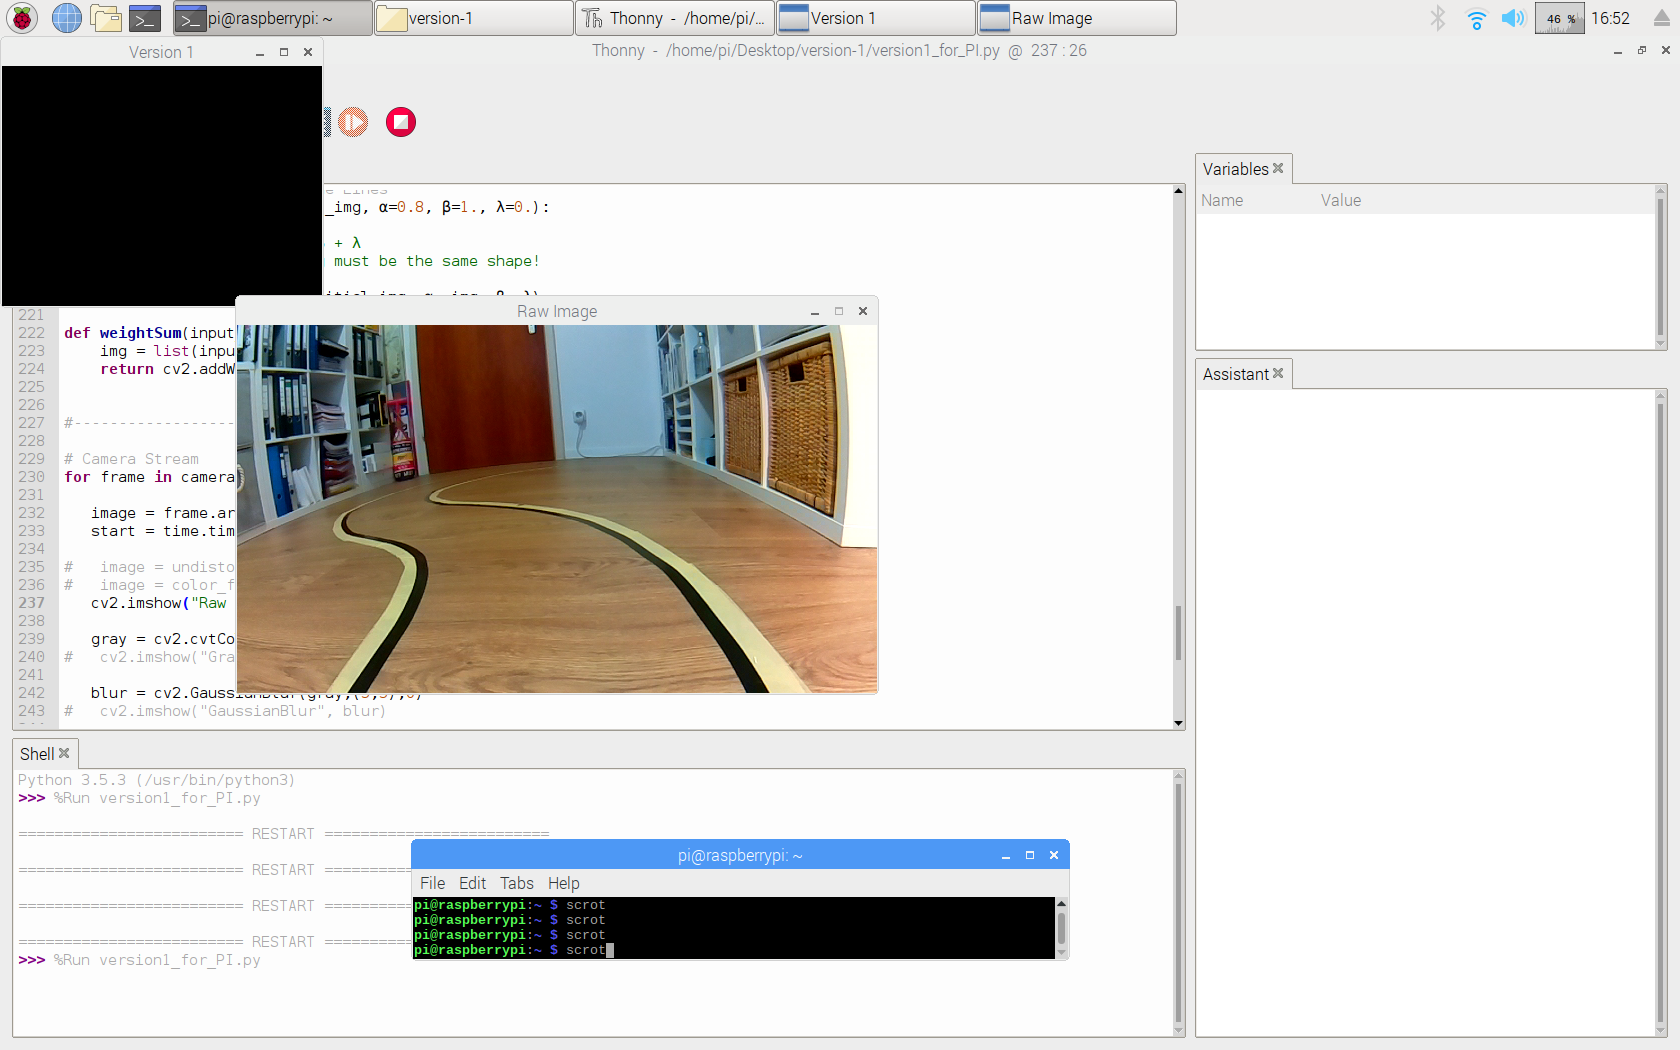 pi@raspberrypi: ~
version-1
Thonny - /home/pi/...
Version 1
Raw Image
46 %
16:52
Version 1
Thonny - /home/pi/Desktop/version-1/version1_for_PI.py @ 237 : 26
e Lines
_img, α=0.8, β=1., λ=0.):
+ λ
must be the same shape!
Raw Image
221
222 def weightSum(input
223 img = list(inpu
224 return cv2.addW
225
226
227 #------------------
228
229 # Camera Stream
230 for frame in camera
231
232 image = frame.ar
233 start = time.tim
234
235 # image = undisto
236 # image = color_f
237 cv2.imshow("Raw
238
239 gray = cv2.cvtCo
240 # cv2.imshow("Gra
241
242 blur = cv2.GaussianBlur(gray,(5,5),0)
243 # cv2.imshow("GaussianBlur", blur)
Variables
Name Value
Assistant
Shell
Python 3.5.3 (/usr/bin/python3)
>>> %Run version1_for_PI.py
========================= RESTART =========================
========================= RESTART
========================= RESTART
========================= RESTART
>>> %Run version1_for_PI.py
pi@raspberrypi: ~
File Edit Tabs Help
pi@raspberrypi:~ $ scrot
pi@raspberrypi:~ $ scrot
pi@raspberrypi:~ $ scrot
pi@raspberrypi:~ $ scrot